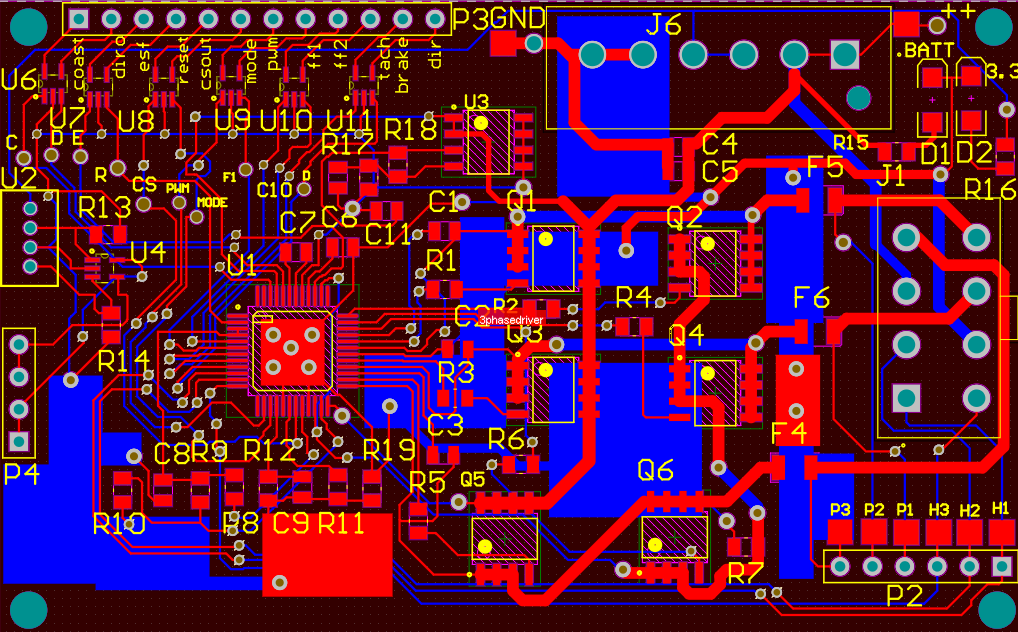 P3 GND
J6
++
coast
diro
esf
reset
csout
mode
pwm
ff1
ff2
tach
brake
dir
.BATT
3.3
U6
U7
U8
U9
U10
U11
U3
R18
R17
C4
C5
R15
D1
D2
F5
J1
R16
C
D
E
R
CS
PWM
MODE
F1
C10
D
U2
R13
U4
U1
C7
C6
C11
C1
Q1
Q2
R1
R2
R4
F6
3phasedriver
Q3
Q4
R14
R3
C3
F4
P4
C8
R9
R12
R19
R6
R5
Q5
Q6
R10
R8
C9
R11
P3
P2
P1
H3
H2
H1
R7
P2